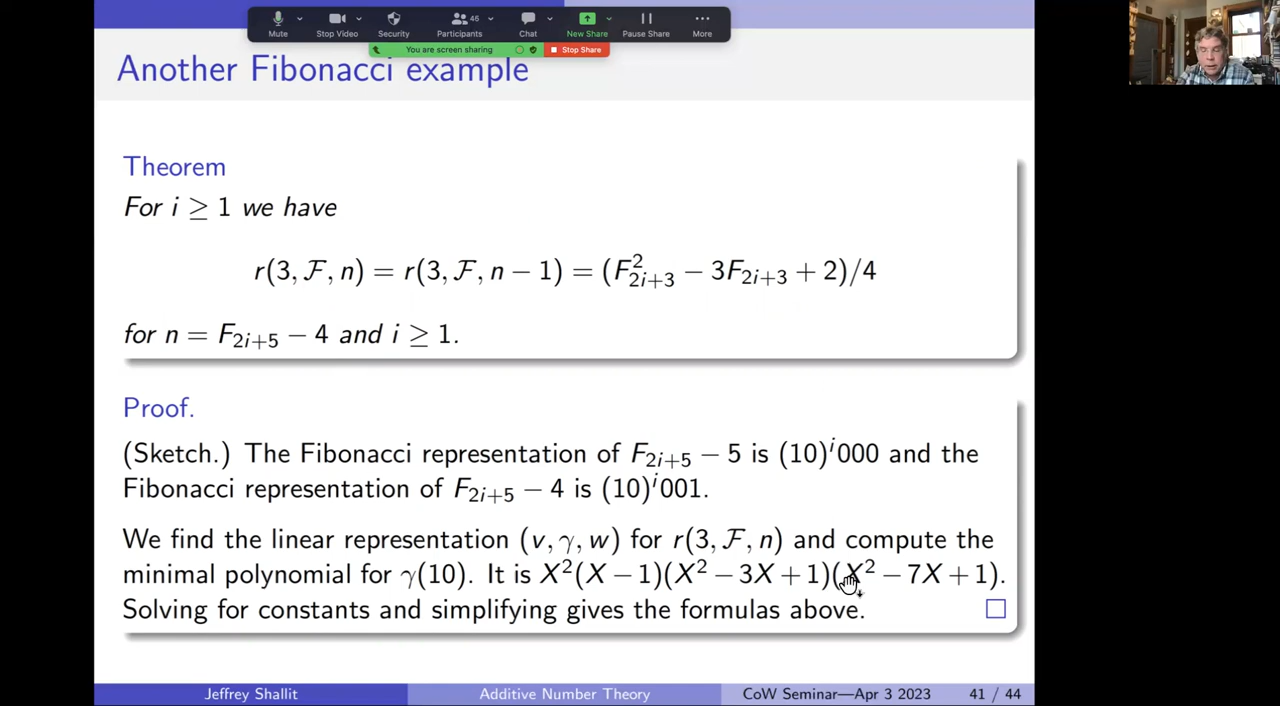 Mute
Stop Video
Security
Participants
46
Chat
New Share
Pause Share
More
You are screen sharing
Stop Share
Another Fibonacci example
Theorem
For i ≥ 1 we have
r(3, ℱ, n) = r(3, ℱ, n − 1) = (F²₂ᵢ₊₃ − 3F₂ᵢ₊₃ + 2)/4
for n = F₂ᵢ₊₅ − 4 and i ≥ 1.
Proof.
(Sketch.) The Fibonacci representation of F₂ᵢ₊₅ − 5 is (10)ⁱ000 and the
Fibonacci representation of F₂ᵢ₊₅ − 4 is (10)ⁱ001.
We find the linear representation (v, γ, w) for r(3, ℱ, n) and compute the
minimal polynomial for γ(10). It is X²(X − 1)(X² − 3X + 1)(X² − 7X + 1).
Solving for constants and simplifying gives the formulas above.
Jeffrey Shallit
Additive Number Theory
CoW Seminar—Apr 3 2023
41 / 44